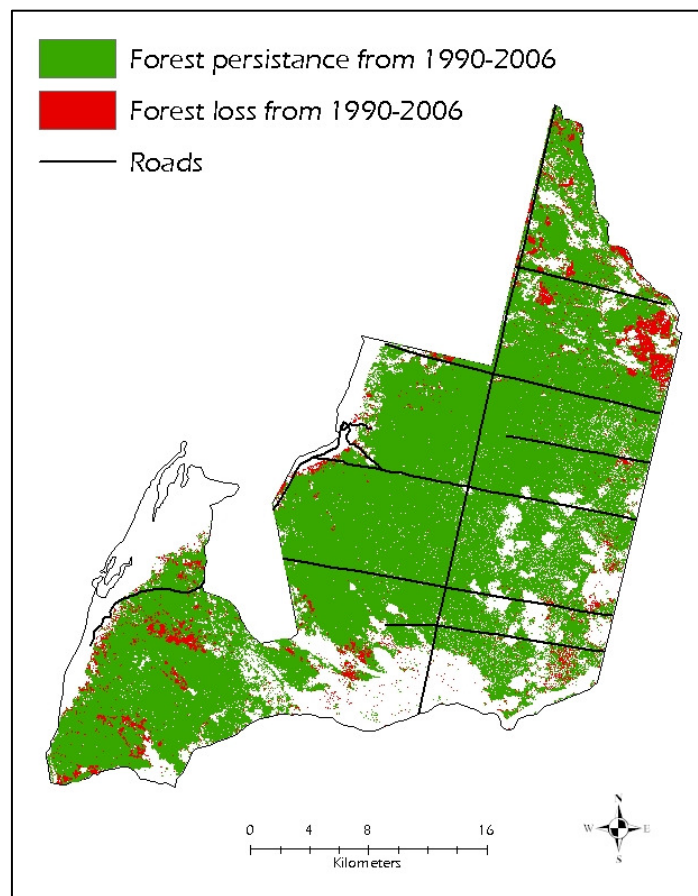 Forest persistance from 1990-2006
Forest loss from 1990-2006
Roads
N
W E
S
0 4 8 16
Kilometers